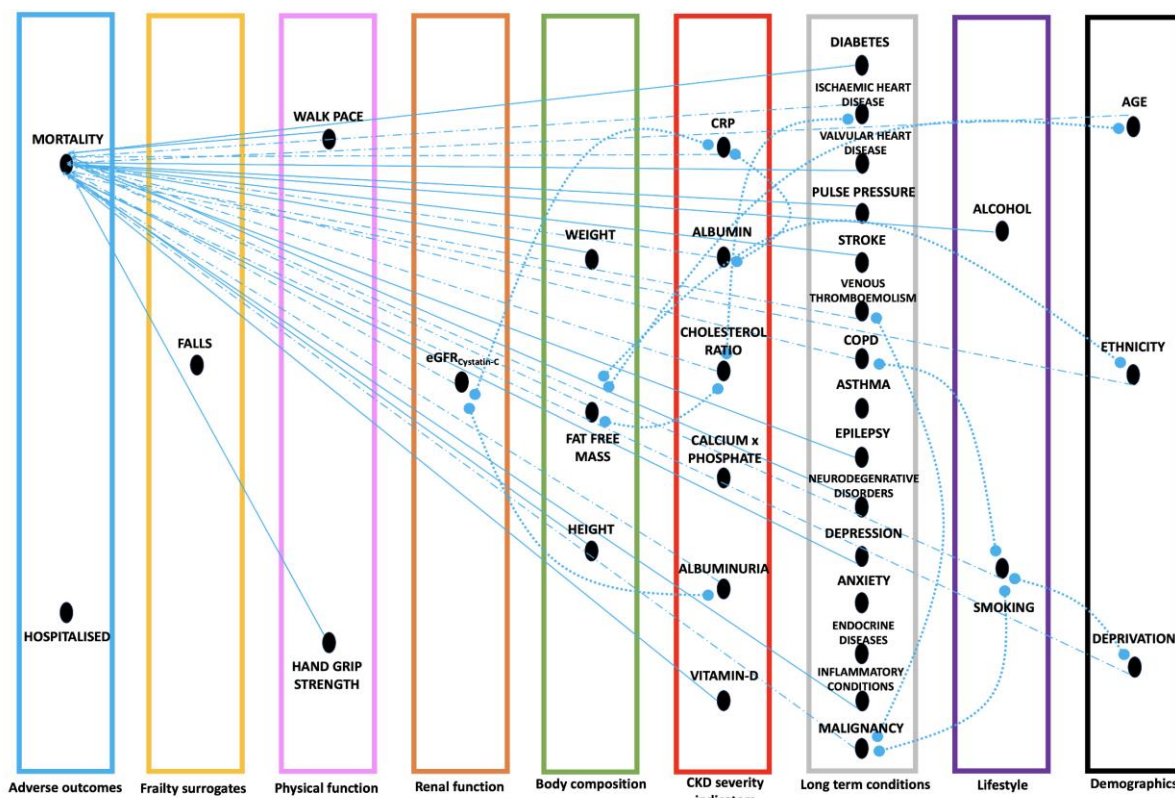 MORTALITY
HOSPITALISED
Adverse outcomes
FALLS
Frailty surrogates
WALK PACE
HAND GRIP
STRENGTH
Physical function
eGFRCystatin-C
Renal function
WEIGHT
FAT FREE
MASS
HEIGHT
Body composition
CRP
ALBUMIN
CHOLESTEROL
RATIO
CALCIUM x
PHOSPHATE
ALBUMINURIA
VITAMIN-D
CKD severity
DIABETES
ISCHAEMIC HEART
DISEASE
VALVULAR HEART
DISEASE
PULSE PRESSURE
STROKE
VENOUS
THROMBOEMOLISM
COPD
ASTHMA
EPILEPSY
NEURODEGENRATIVE
DISORDERS
DEPRESSION
ANXIETY
ENDOCRINE
DISEASES
INFLAMMATORY
CONDITIONS
MALIGNANCY
Long term conditions
ALCOHOL
SMOKING
Lifestyle
AGE
ETHNICITY
DEPRIVATION
Demographics